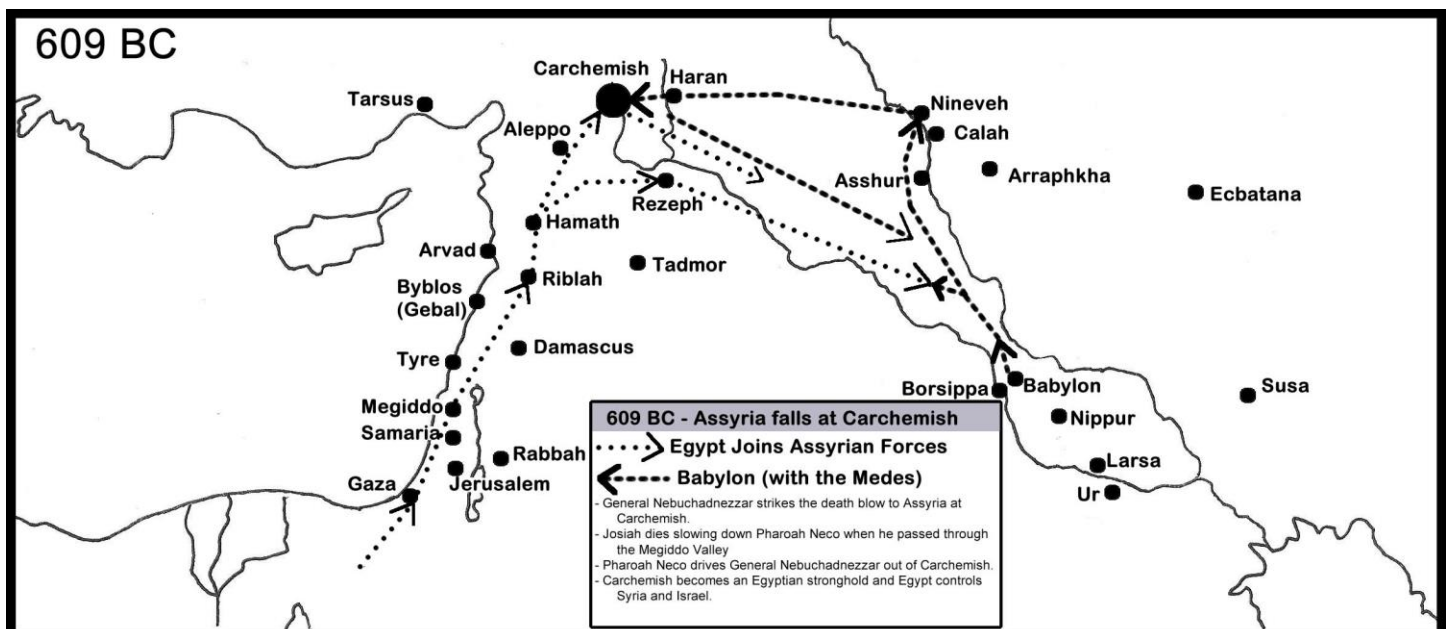 609 BC
Carchemish
Haran
Tarsus
Nineveh
Aleppo
Calah
Arraphkha
Asshur
Ecbatana
Rezeph
Hamath
Arvad
Tadmor
Riblah
Byblos
(Gebal)
Tyre
Damascus
Borsippa
Babylon
Susa
Megiddo
Nippur
Samaria
Rabbah
Larsa
Gaza
Jerusalem
Ur
609 BC - Assyria falls at Carchemish
Egypt Joins Assyrian Forces
Babylon (with the Medes)
- General Nebuchadnezzar strikes the death blow to Assyria at
Carchemish.
- Josiah dies slowing down Pharoah Neco when he passed through
the Megiddo Valley
- Pharoah Neco drives General Nebuchadnezzar out of Carchemish.
- Carchemish becomes an Egyptian stronghold and Egypt controls
Syria and Israel.